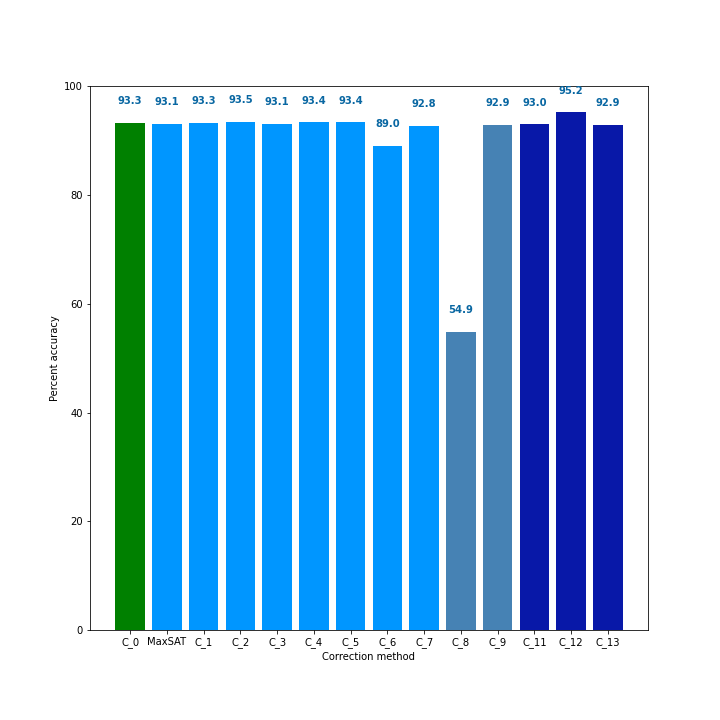 95.2
93.3 93.1 93.3 93.5 93.1 93.4 93.4 89.0 92.8 54.9 92.9 93.0 92.9
100
80
60
40
20
0
Percent accuracy
C_0 MaxSAT C_1 C_2 C_3 C_4 C_5 C_6 C_7 C_8 C_9 C_11 C_12 C_13
Correction method